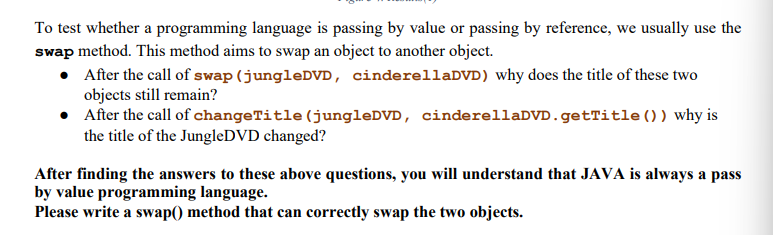 To test whether a programming language is passing by value or passing by reference, we usually use the
swap method. This method aims to swap an object to another object.
● After the call of swap(jungleDVD, cinderellaDVD) why does the title of these two
objects still remain?
● After the call of changeTitle(jungleDVD, cinderellaDVD.getTitle()) why is
the title of the JungleDVD changed?
After finding the answers to these above questions, you will understand that JAVA is always a pass
by value programming language.
Please write a swap() method that can correctly swap the two objects.